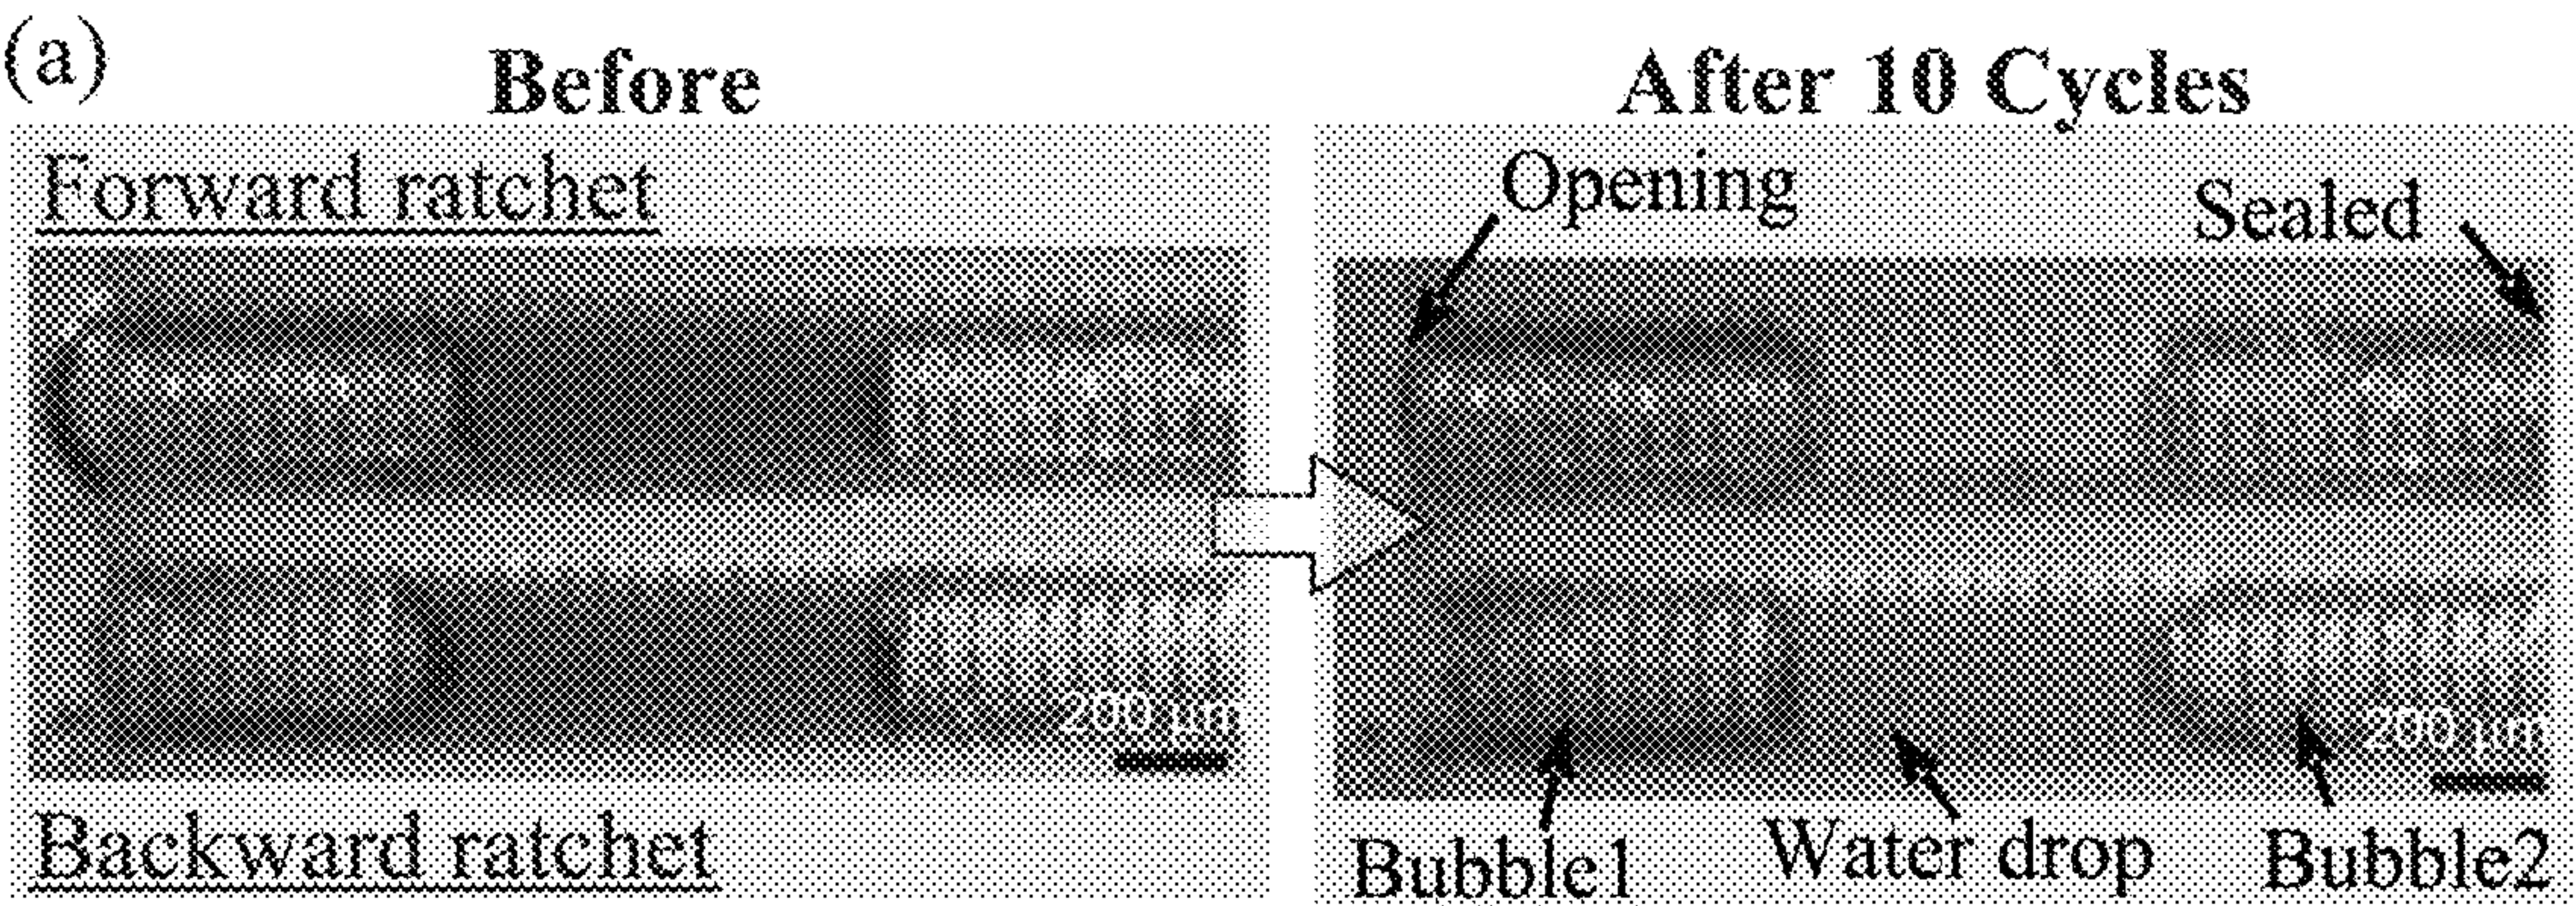 (a)
Before
After 10 Cycles
Forward ratchet
Opening
Sealed
200 µm
200 µm
Backward ratchet
Bubble1
Water drop
Bubble2